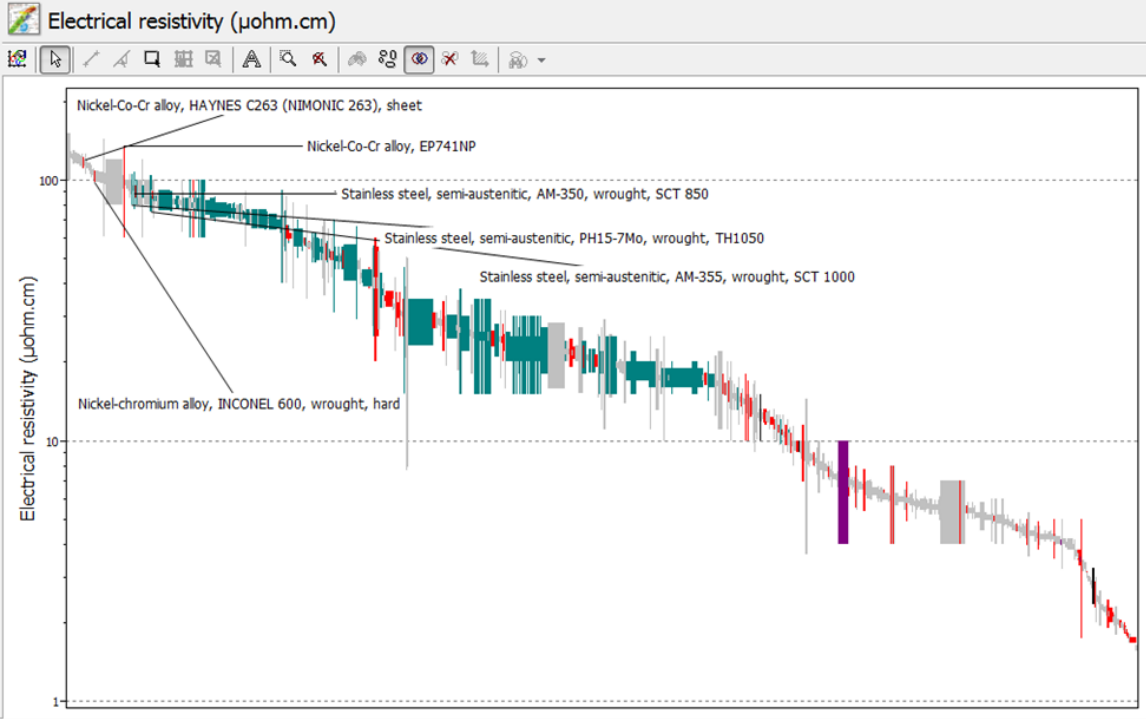 Electrical resistivity (µohm.cm)
Nickel-Co-Cr alloy, HAYNES C263 (NIMONIC 263), sheet
Nickel-Co-Cr alloy, EP741NP
100
Stainless steel, semi-austenitic, AM-350, wrought, SCT 850
Stainless steel, semi-austenitic, PH15-7Mo, wrought, TH1050
Stainless steel, semi-austenitic, AM-355, wrought, SCT 1000
Electrical resistivity (µohm.cm)
Nickel-chromium alloy, INCONEL 600, wrought, hard
10
1